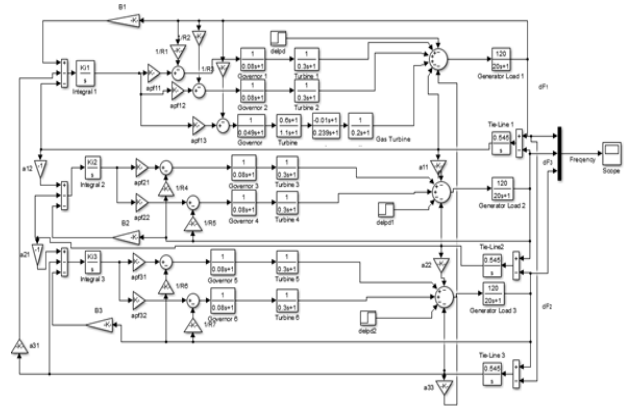 B1
1/R1
1/R2
1/R3
delpd
Ki1
s
Integral 1
apf11
apf12
apf13
1
0.08s+1
Governor 1
1
0.3s+1
Turbine 1
1
0.08s+1
Governor 2
1
0.3s+1
Turbine 2
1
0.049s+1
Governor
0.6s+1
1.1s+1
Turbine
-0.01s+1
0.239s+1
1
0.2s+1
Gas Turbine
120
20s+1
Generator Load 1
dF1
Tie-Line 1
0.545
s
dF3
Freqency
Scope
a12
-1
Ki2
s
Integral 2
apf21
apf22
1/R4
1/R5
1
0.08s+1
Governor 3
1
0.3s+1
Turbine 3
1
0.08s+1
Governor 4
1
0.3s+1
Turbine 4
a11
delpd1
120
20s+1
Generator Load 2
B2
a21
-1
Ki3
s
Integral 3
apf31
apf32
1/R6
1/R7
1
0.08s+1
Governor 5
1
0.3s+1
Turbine 5
1
0.08s+1
Governor 6
1
0.3s+1
Turbine 6
a22
delpd2
Tie-Line2
0.545
s
120
20s+1
Generator Load 3
dF2
B3
a31
a33
Tie-Line 3
0.545
s